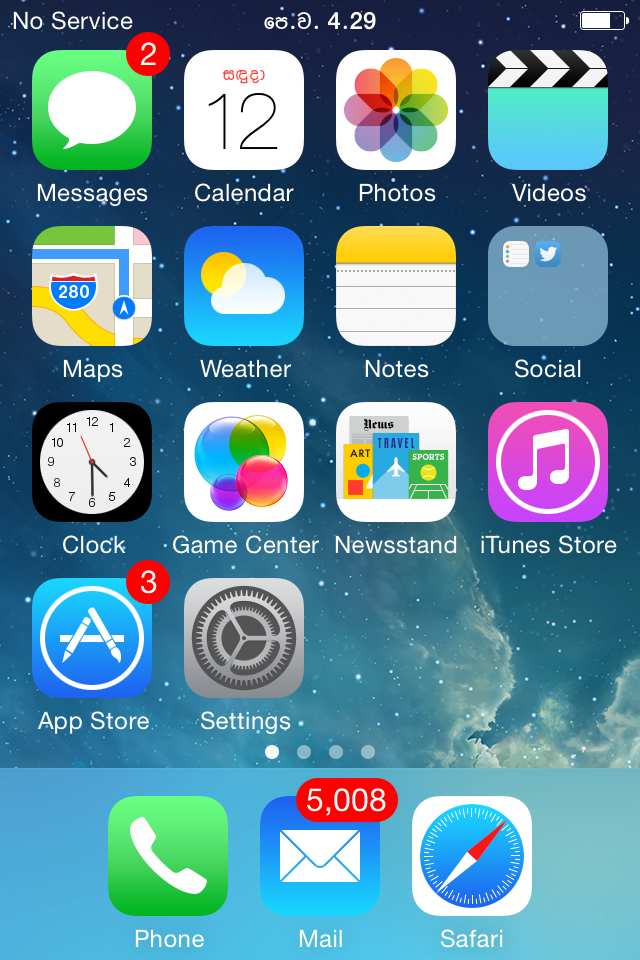 No Service පෙ.ව. 4.29
2
සඳුදා
12
Messages Calendar Photos Videos
280
Maps Weather Notes Social
12
11 1
10 2
9 3
8 4
7 5
6
News
TRAVEL
ART
SPORTS
Clock Game Center Newsstand iTunes Store
3
App Store Settings
5,008
Phone Mail Safari